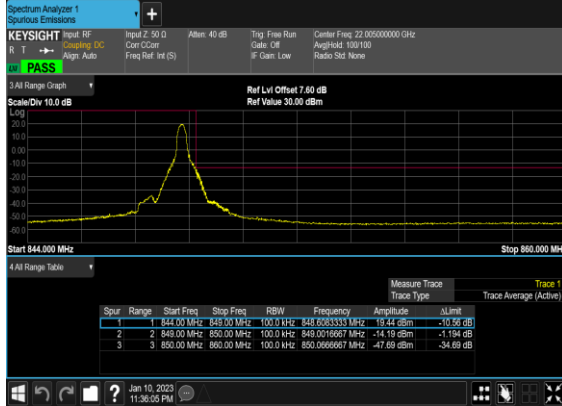 Spectrum Analyzer 1
Spurious Emissions
+
KEYSIGHT Input: RF Input Z: 50 Ω Atten: 40 dB Trig: Free Run Center Freq: 22.005000000 GHz
R T Coupling: DC Corr CCorr Gate: Off Avg|Hold: 100/100
Align: Auto Freq Ref: Int (S) IF Gain: Low Radio Std: None
PASS
3 All Range Graph
Ref Lvl Offset 7.60 dB
Scale/Div 10.0 dB Ref Value 30.00 dBm
Log
20.0
10.0
0.00
-10.0
-20.0
-30.0
-40.0
-50.0
-60.0
Start 844.000 MHz Stop 860.000 MH
4 All Range Table
Measure Trace Trace 1
Trace Type Trace Average (Active)
Spur Range Start Freq Stop Freq RBW Frequency Amplitude ΔLimit
1 1 844.00 MHz 849.00 MHz 100.0 kHz 848.6083333 MHz 19.44 dBm -10.56 dB
2 2 849.00 MHz 850.00 MHz 100.0 kHz 849.0016667 MHz -14.19 dBm -1.194 dB
3 3 850.00 MHz 860.00 MHz 100.0 kHz 850.0666667 MHz -47.69 dBm -34.69 dB
? Jan 10, 2023
11:36:05 PM